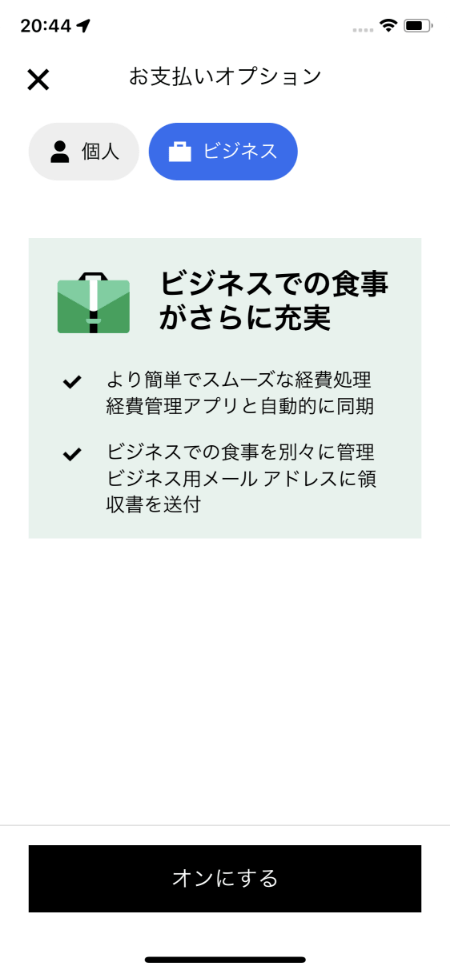 20:44
お支払いオプション
個人
ビジネス
ビジネスでの食事
がさらに充実
より簡単でスムーズな経費処理
経費管理アプリと自動的に同期
ビジネスでの食事を別々に管理
ビジネス用メール アドレスに領
収書を送付
オンにする